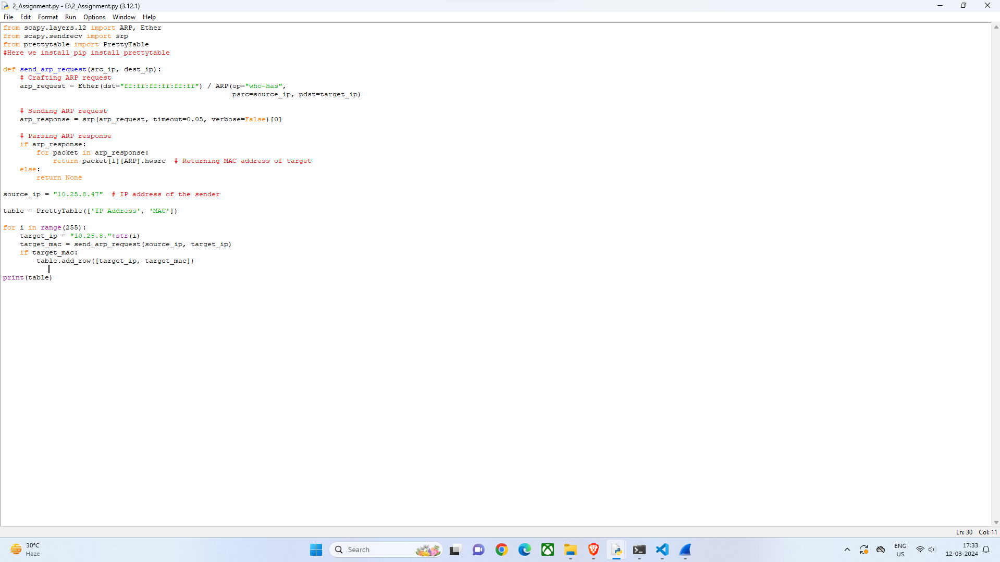 2_Assignment.py - E:\2_Assignment.py (3.12.1)
File Edit Format Run Options Window Help
from scapy.layers.l2 import ARP, Ether
from scapy.sendrecv import srp
from prettytable import PrettyTable
#Here we install pip install prettytable
def send_arp_request(src_ip, dest_ip):
    # Crafting ARP request
    arp_request = Ether(dst="ff:ff:ff:ff:ff:ff") / ARP(op="who-has",
                                                       psrc=source_ip, pdst=target_ip)
    # Sending ARP request
    arp_response = srp(arp_request, timeout=0.05, verbose=False)[0]
    # Parsing ARP response
    if arp_response:
        for packet in arp_response:
            return packet[1][ARP].hwsrc  # Returning MAC address of target
    else:
        return None
source_ip = "10.25.8.47"  # IP address of the sender
table = PrettyTable(['IP Address', 'MAC'])
for i in range(255):
    target_ip = "10.25.8."+str(i)
    target_mac = send_arp_request(source_ip, target_ip)
    if target_mac:
        table.add_row([target_ip, target_mac])
print(table)
Ln: 30 Col: 11
30°C
Haze
Search
ENG
US
17:33
12-03-2024